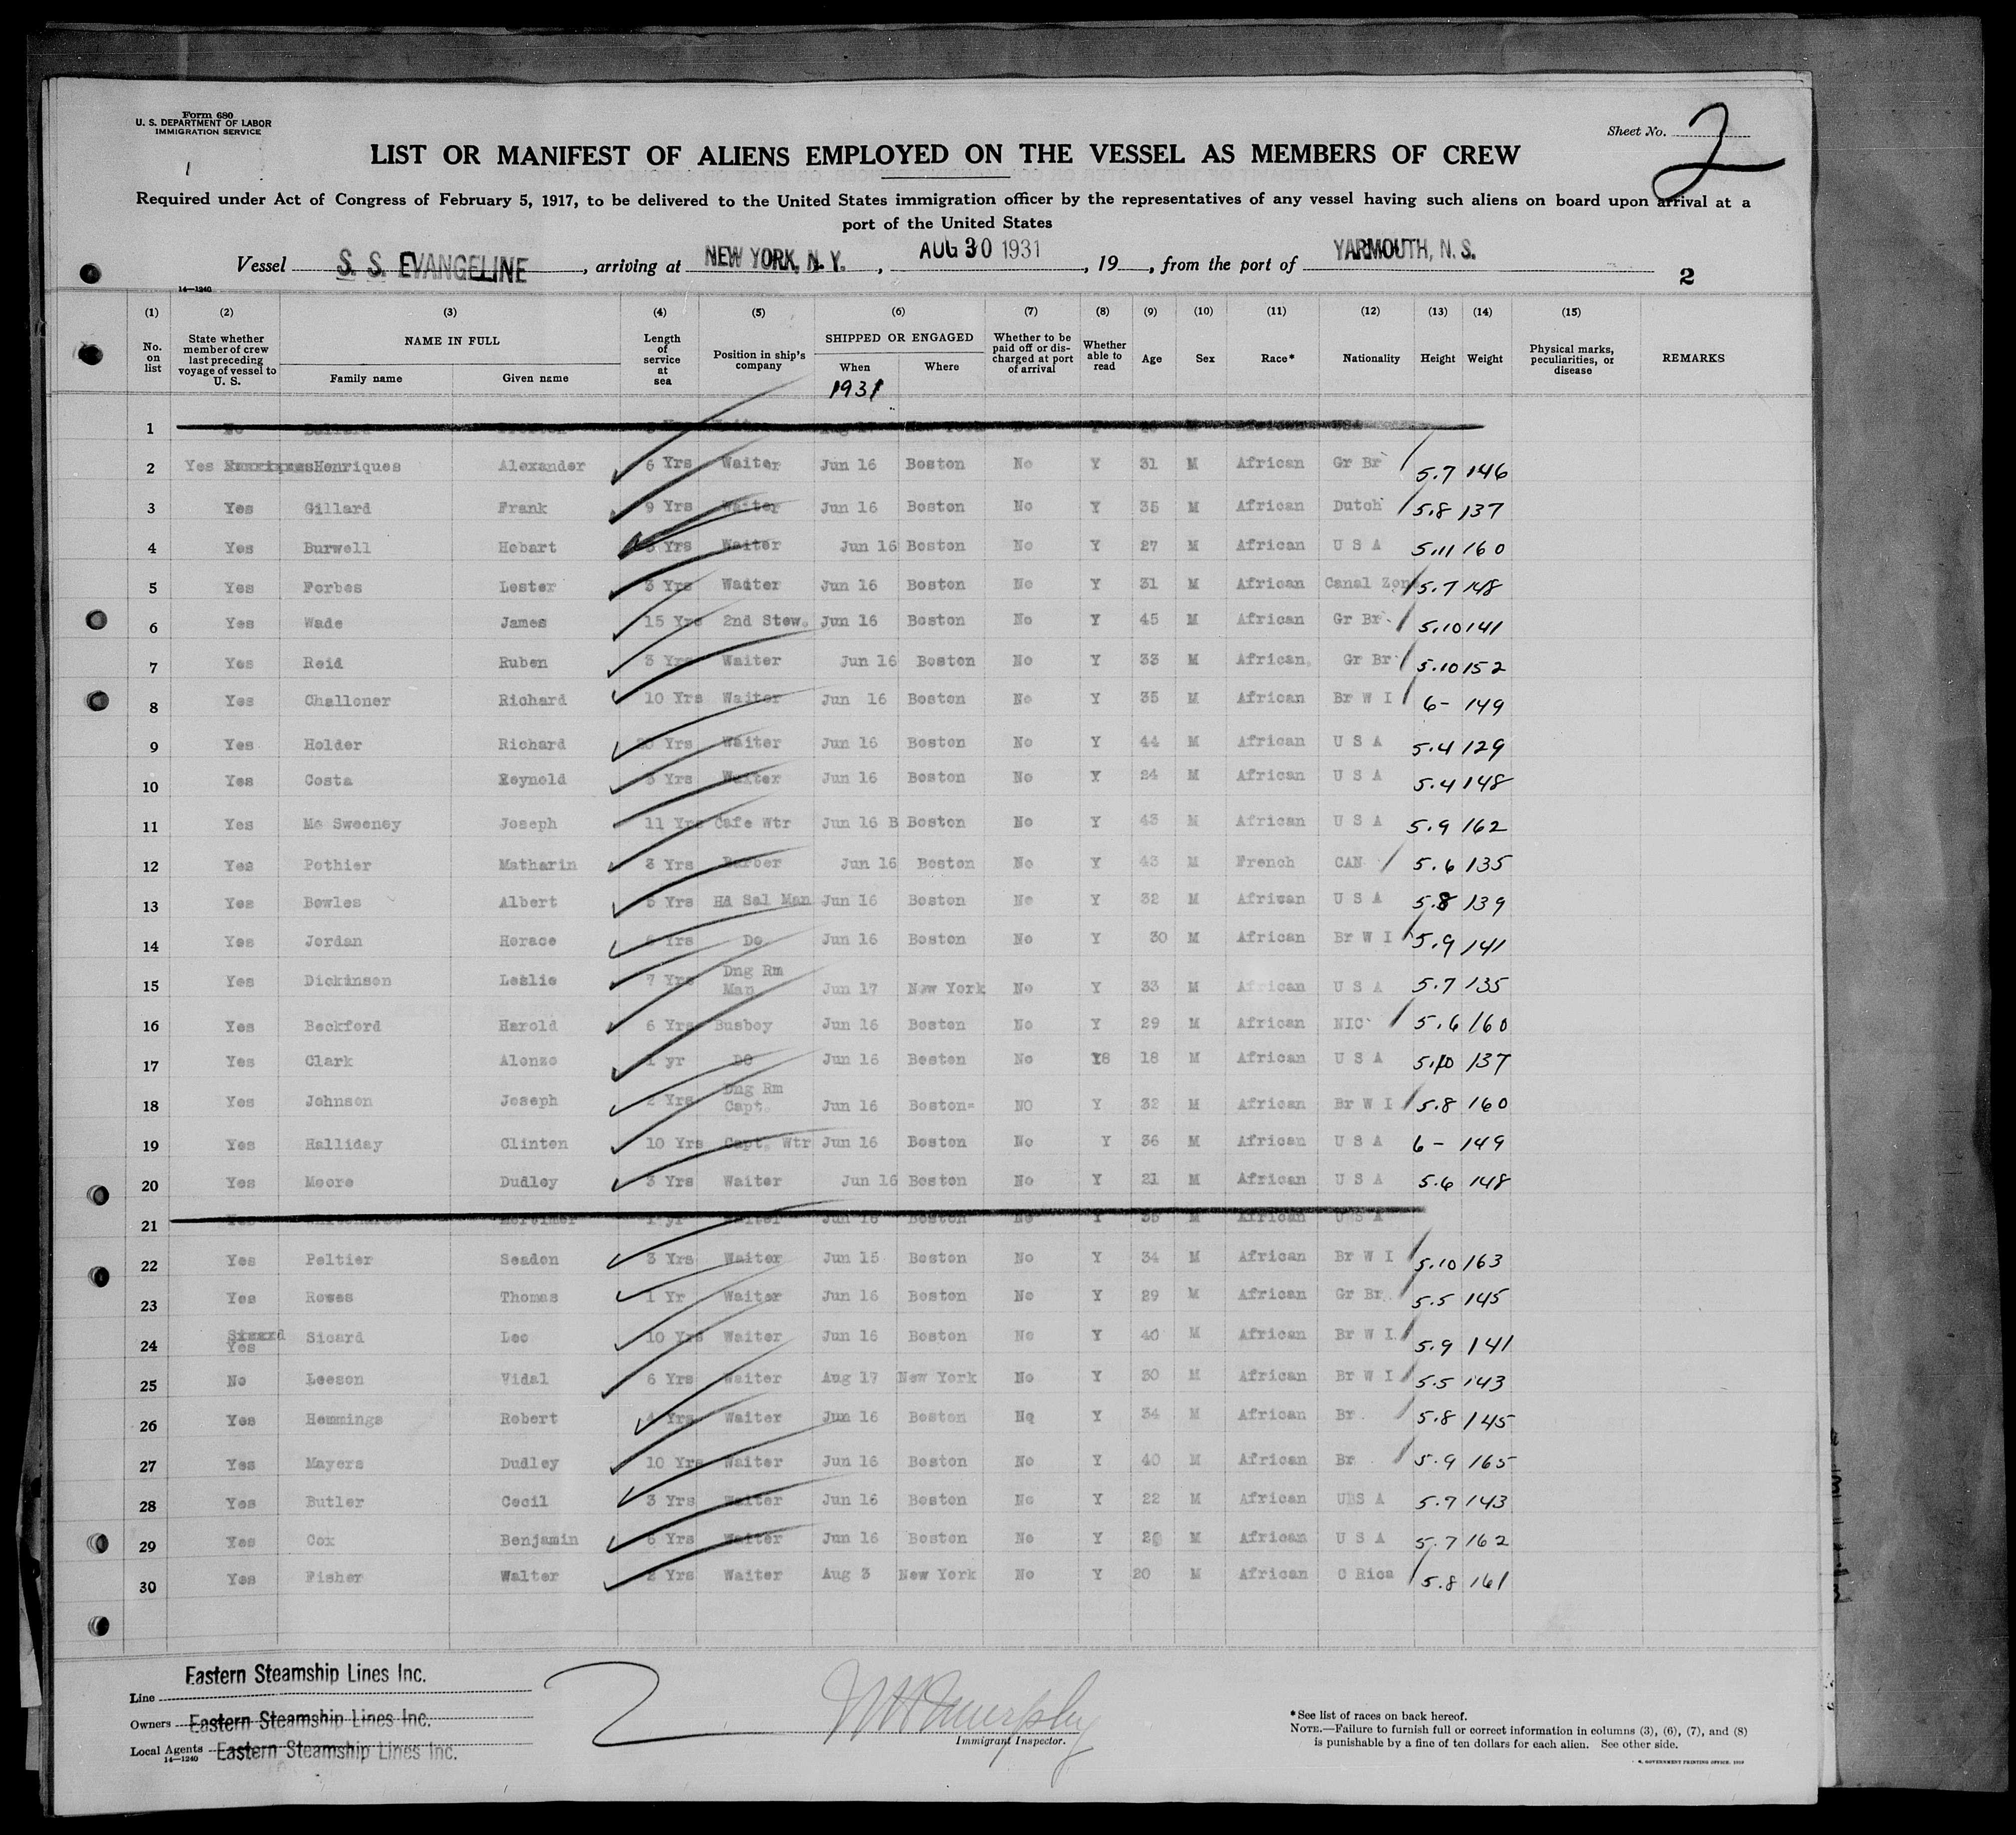 Form 680
U. S. DEPARTMENT OF LABOR
IMMIGRATION SERVICE
Sheet No. 2
1
LIST OR MANIFEST OF ALIENS EMPLOYED ON THE VESSEL AS MEMBERS OF CREW
Required under Act of Congress of February 5, 1917, to be delivered to the United States immigration officer by the representatives of any vessel having such aliens on board upon arrival at a
port of the United States
Vessel S. S. EVANGELINE, arriving at NEW YORK, N. Y., AUG 30 1931, 19, from the port of YARMOUTH, N. S.
2
14—1240
(1) (2) (3) (4) (5) (6) (7) (8) (9) (10) (11) (12) (13) (14) (15)
No. on list
State whether member of crew last preceding voyage of vessel to U. S.
NAME IN FULL
Family name Given name
Length of service at sea
Position in ship's company
SHIPPED OR ENGAGED
When Where
1931
Whether to be paid off or discharged at port of arrival
Whether able to read
Age Sex Race* Nationality Height Weight
Physical marks, peculiarities, or disease
REMARKS
1
2 Yes Henriques Alexander 6 Yrs Waiter Jun 16 Boston No Y 31 M African Gr Br 5.7 146
3 Yes Gillard Frank 9 Yrs Waiter Jun 16 Boston No Y 35 M African Dutch 5.8 137
4 Yes Burwell Hobart 3 Yrs Waiter Jun 16 Boston No Y 27 M African U S A 5.11 160
5 Yes Forbes Lester 3 Yrs Waiter Jun 16 Boston No Y 31 M African Canal Zon 5.7 148
6 Yes Wade James 15 Yrs 2nd Stew. Jun 16 Boston No Y 45 M African Gr Br 5.10 141
7 Yes Reid Ruben 3 Yrs Waiter Jun 16 Boston No Y 33 M African Gr Br 5.10 152
8 Yes Challoner Richard 10 Yrs Waiter Jun 16 Boston No Y 35 M African Br W I 6- 149
9 Yes Holder Richard Yrs Waiter Jun 16 Boston No Y 44 M African U S A 5.4 129
10 Yes Costa Reynold 3 Yrs Waiter Jun 16 Boston No Y 24 M African U S A 5.4 148
11 Yes Mc Sweeney Joseph 11 Yrs Cafe Wtr Jun 16 B Boston No Y 43 M African U S A 5.9 162
12 Yes Pothier Matharin 3 Yrs Barber Jun 16 Boston No Y 43 M French CAN 5.6 135
13 Yes Bowles Albert 5 Yrs HA Sal Man Jun 16 Boston No Y 32 M African U S A 5.8 139
14 Yes Jordan Horace Yrs Do Jun 16 Boston No Y 30 M African Br W I 5.9 141
15 Yes Dickinson Leslie 7 Yrs Dng Rm Man Jun 17 New York No Y 33 M African U S A 5.7 135
16 Yes Beckford Harold 6 Yrs Busboy Jun 16 Boston No Y 29 M African NIC 5.6 160
17 Yes Clark Alonzo 1 yr DO Jun 16 Boston No Y8 18 M African U S A 5.10 137
18 Yes Johnson Joseph 2 Yrs Dng Rm Capt. Jun 16 Boston= NO Y 32 M African Br W I 5.8 160
19 Yes Halliday Clinton 10 Yrs Capt. Wtr Jun 16 Boston No Y 36 M African U S A 6- 149
20 Yes Moore Dudley 3 Yrs Waiter Jun 16 Boston No Y 21 M African U S A 5.6 148
21 Yes Mortimer 1 yr Waiter Jun 16 Boston No Y 35 M African U S A
22 Yes Peltier Seadon 3 Yrs Waiter Jun 15 Boston No Y 34 M African Br W I 5.10 163
23 Yes Rowes Thomas 1 Yr Waiter Jun 16 Boston No Y 29 M African Gr Br. 5.5 145
24 Yes Sicard Leo 10 Yrs Waiter Jun 16 Boston No Y 40 M African Br W I. 5.9 141
25 No Leeson Vidal 6 Yrs Waiter Aug 17 New York No Y 30 M African Br W I 5.5 143
26 Yes Hemmings Robert 4 Yrs Waiter Jun 16 Boston No Y 34 M African Br 5.8 145
27 Yes Mayers Dudley 10 Yrs Waiter Jun 16 Boston No Y 40 M African Br 5.9 165
28 Yes Butler Cecil 3 Yrs Waiter Jun 16 Boston No Y 22 M African UBS A 5.7 143
29 Yes Cox Benjamin 6 Yrs Waiter Jun 16 Boston No Y 29 M African U S A 5.7 162
30 Yes Fisher Walter 2 Yrs Waiter Aug 3 New York No Y 20 M African C Rica 5.8 161
Line Eastern Steamship Lines Inc.
Owners Eastern Steamship Lines Inc.
Local Agents Eastern Steamship Lines Inc.
14—1240
2
Murphy
Immigrant Inspector.
*See list of races on back hereof.
NOTE.—Failure to furnish full or correct information in columns (3), (6), (7), and (8)
is punishable by a fine of ten dollars for each alien. See other side.